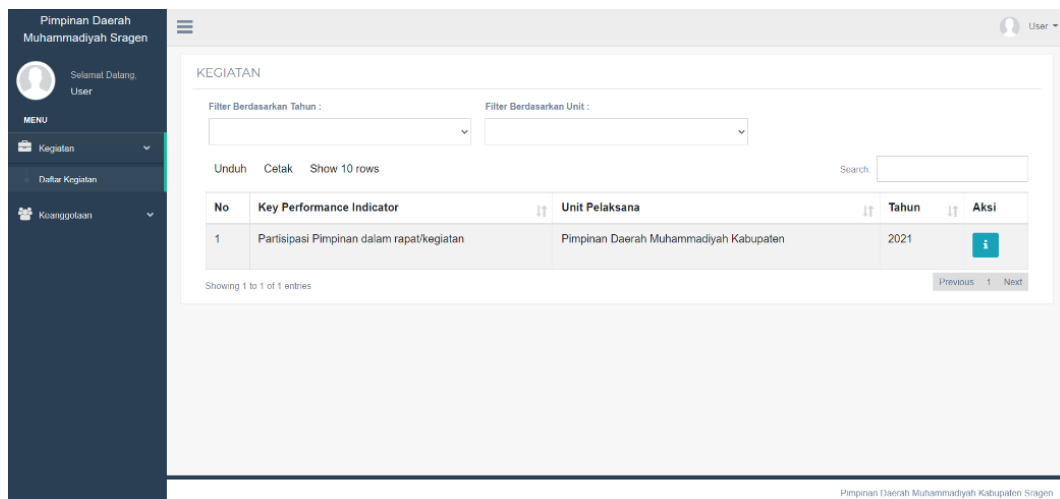 Pimpinan Daerah
Muhammadiyah Sragen
Selamat Datang,
User
MENU
Kegiatan
Daftar Kegiatan
Keanggotaan
User
KEGIATAN
Filter Berdasarkan Tahun :
Filter Berdasarkan Unit :
Unduh Cetak Show 10 rows
Search:
No Key Performance Indicator Unit Pelaksana Tahun Aksi
1 Partisipasi Pimpinan dalam rapat/kegiatan Pimpinan Daerah Muhammadiyah Kabupaten 2021 i
Showing 1 to 1 of 1 entries
Previous 1 Next
Pimpinan Daerah Muhammadiyah Kabupaten Sragen